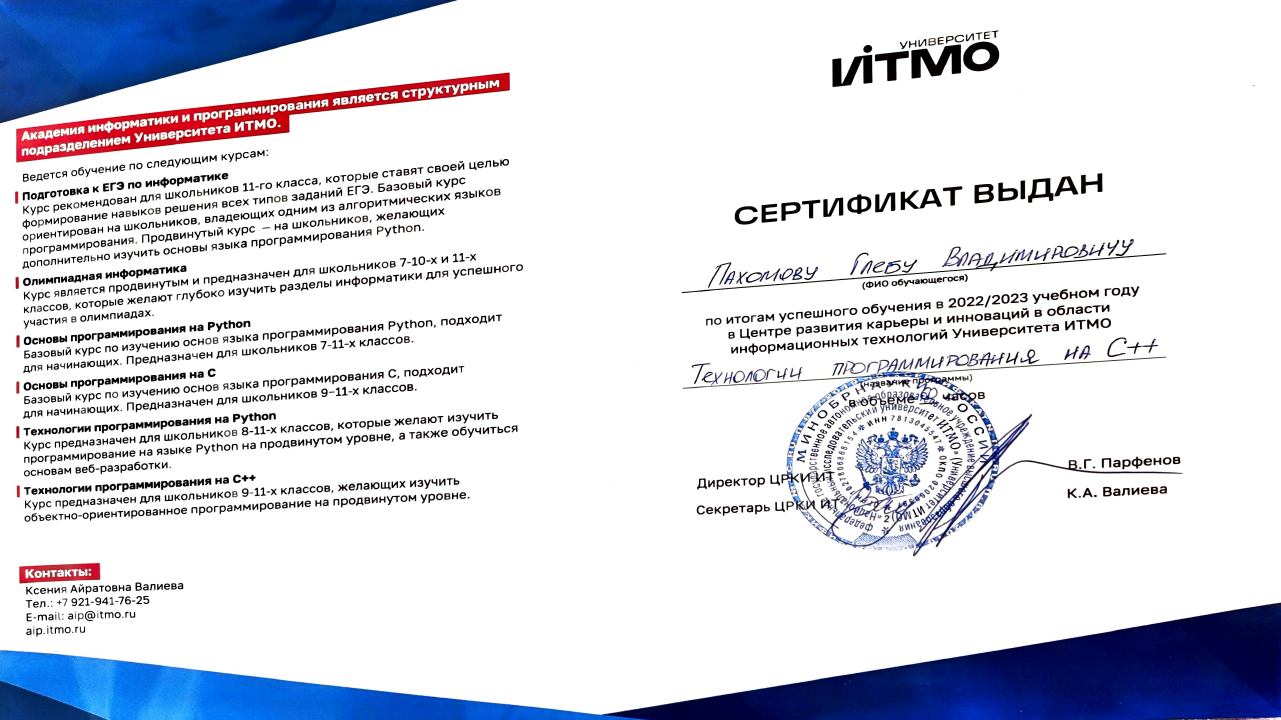 Академия информатики и программирования является структурным
подразделением Университета ИТМО.
Ведется обучение по следующим курсам:
Подготовка к ЕГЭ по информатике
Курс рекомендован для школьников 11-го класса, которые ставят своей целью
формирование навыков решения всех типов заданий ЕГЭ. Базовый курс
ориентирован на школьников, владеющих одним из алгоритмических языков
программирования. Продвинутый курс — на школьников, желающих
дополнительно изучить основы языка программирования Python.
Олимпиадная информатика
Курс является продвинутым и предназначен для школьников 7-10-х и 11-х
классов, которые желают глубоко изучить разделы информатики для успешного
участия в олимпиадах.
Основы программирования на Python
Базовый курс по изучению основ языка программирования Python, подходит
для начинающих. Предназначен для школьников 7-11-х классов.
Основы программирования на С
Базовый курс по изучению основ языка программирования С, подходит
для начинающих. Предназначен для школьников 9-11-х классов.
Технологии программирования на Python
Курс предназначен для школьников 8-11-х классов, которые желают изучить
программирование на языке Python на продвинутом уровне, а также обучиться
основам веб-разработки.
Технологии программирования на С++
Курс предназначен для школьников 9-11-х классов, желающих изучить
объектно-ориентированное программирование на продвинутом уровне.
Контакты:
Ксения Айратовна Валиева
Тел.: +7 921-941-76-25
E-mail: aip@itmo.ru
aip.itmo.ru
УНИВЕРСИТЕТ
ИТМО
СЕРТИФИКАТ ВЫДАН
Пахомову Глебу Владимировичу
(ФИО обучающегося)
по итогам успешного обучения в 2022/2023 учебном году
в Центре развития карьеры и инноваций в области
информационных технологий Университета ИТМО
Технологии программирования на С++
(название программы)
в объеме часов
МИНОБРНАУКИ РОССИИ
ИНН 7813045547
Директор ЦРКИ ИТ
В.Г. Парфенов
Секретарь ЦРКИ ИТ
К.А. Валиева